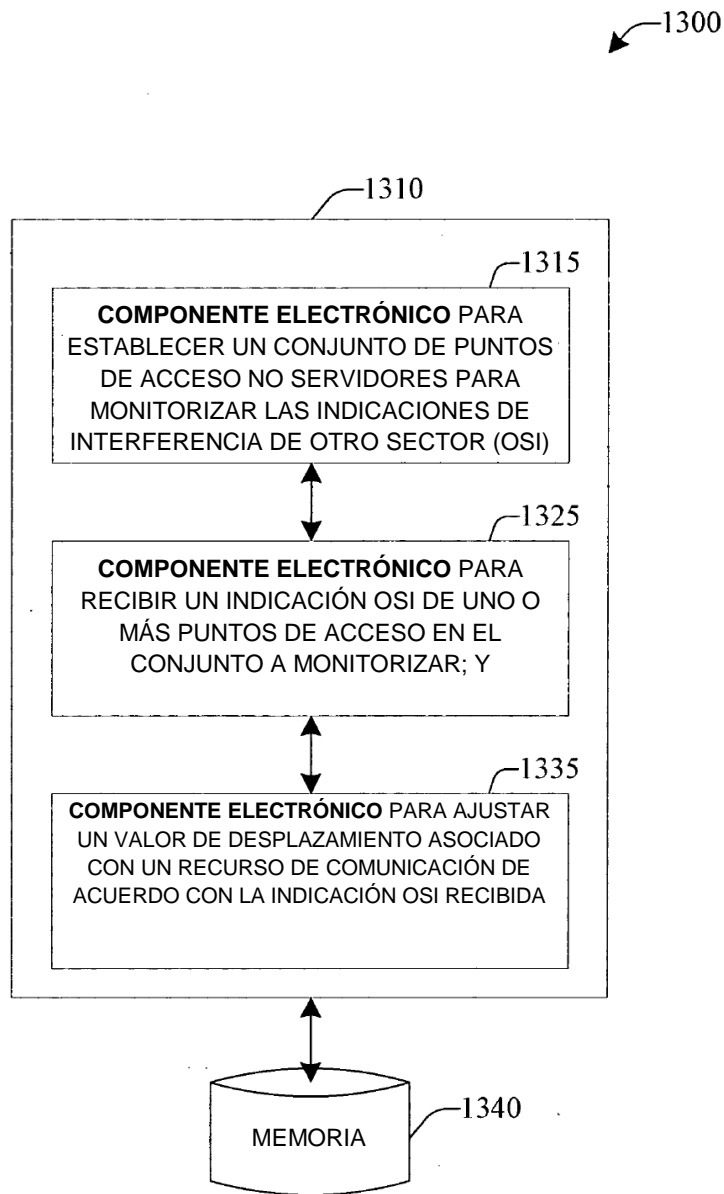 1300
1310
1315
COMPONENTE ELECTRÓNICO PARA
ESTABLECER UN CONJUNTO DE PUNTOS
DE ACCESO NO SERVIDORES PARA
MONITORIZAR LAS INDICACIONES DE
INTERFERENCIA DE OTRO SECTOR (OSI)
1325
COMPONENTE ELECTRÓNICO PARA
RECIBIR UN INDICACIÓN OSI DE UNO O
MÁS PUNTOS DE ACCESO EN EL
CONJUNTO A MONITORIZAR; Y
1335
COMPONENTE ELECTRÓNICO PARA AJUSTAR
UN VALOR DE DESPLAZAMIENTO ASOCIADO
CON UN RECURSO DE COMUNICACIÓN DE
ACUERDO CON LA INDICACIÓN OSI RECIBIDA
MEMORIA
1340